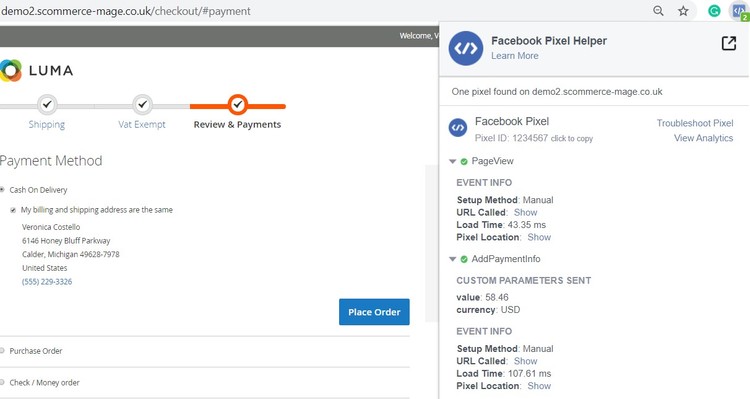 demo2.scommerce-mage.co.uk/checkout/#payment
2
Welcome, V
LUMA
Shipping
Vat Exempt
Review & Payments
Payment Method
Cash On Delivery
My billing and shipping address are the same
Veronica Costello
6146 Honey Bluff Parkway
Calder, Michigan 49628-7978
United States
(555) 229-3326
Place Order
Purchase Order
Check / Money order
Facebook Pixel Helper
Learn More
One pixel found on demo2.scommerce-mage.co.uk
Facebook Pixel
Troubleshoot Pixel
Pixel ID: 1234567 click to copy
View Analytics
PageView
EVENT INFO
Setup Method: Manual
URL Called: Show
Load Time: 43.35 ms
Pixel Location: Show
AddPaymentInfo
CUSTOM PARAMETERS SENT
value: 58.46
currency: USD
EVENT INFO
Setup Method: Manual
URL Called: Show
Load Time: 107.61 ms
Pixel Location: Show